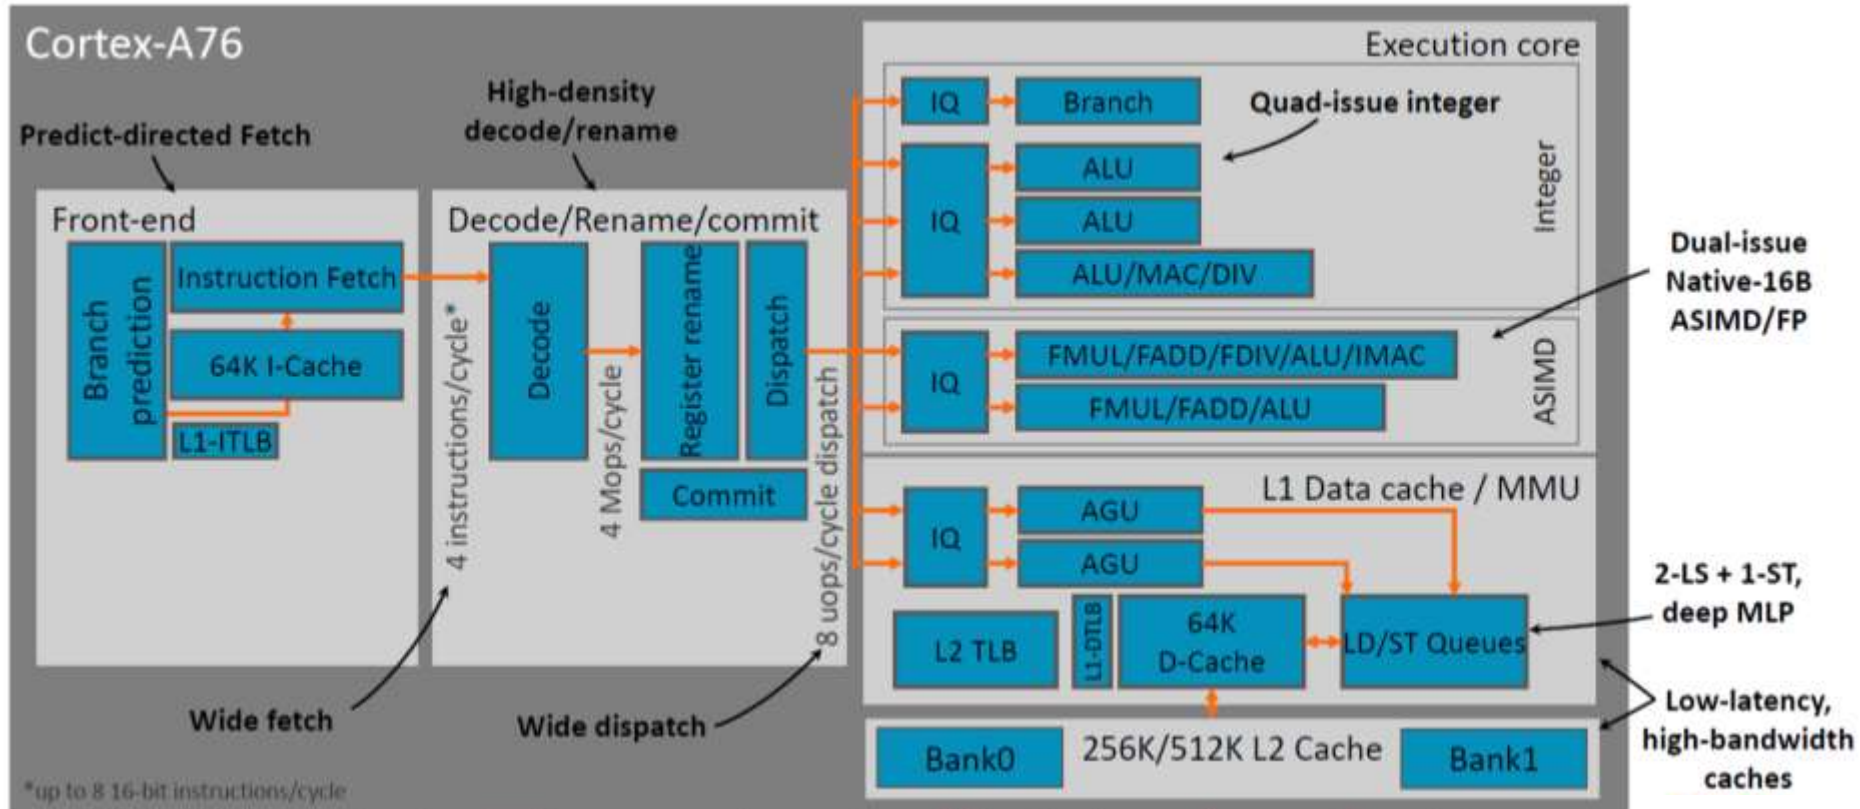 Cortex-A76
Predict-directed Fetch
High-density
decode/rename
Front-end
Branch
prediction
Instruction Fetch
64K I-Cache
L1-ITLB
4 instructions/cycle*
Wide fetch
*up to 8 16-bit instructions/cycle
Decode/Rename/commit
Decode
4 Mops/cycle
Register rename
Dispatch
Commit
8 uops/cycle dispatch
Wide dispatch
Execution core
IQ
Branch
Quad-issue integer
IQ
ALU
ALU
ALU/MAC/DIV
Integer
IQ
FMUL/FADD/FDIV/ALU/IMAC
FMUL/FADD/ALU
ASIMD
Dual-issue
Native-16B
ASIMD/FP
L1 Data cache / MMU
IQ
AGU
AGU
L2 TLB
L1-DTLB
64K
D-Cache
LD/ST Queues
2-LS + 1-ST,
deep MLP
Bank0
256K/512K L2 Cache
Bank1
Low-latency,
high-bandwidth
caches